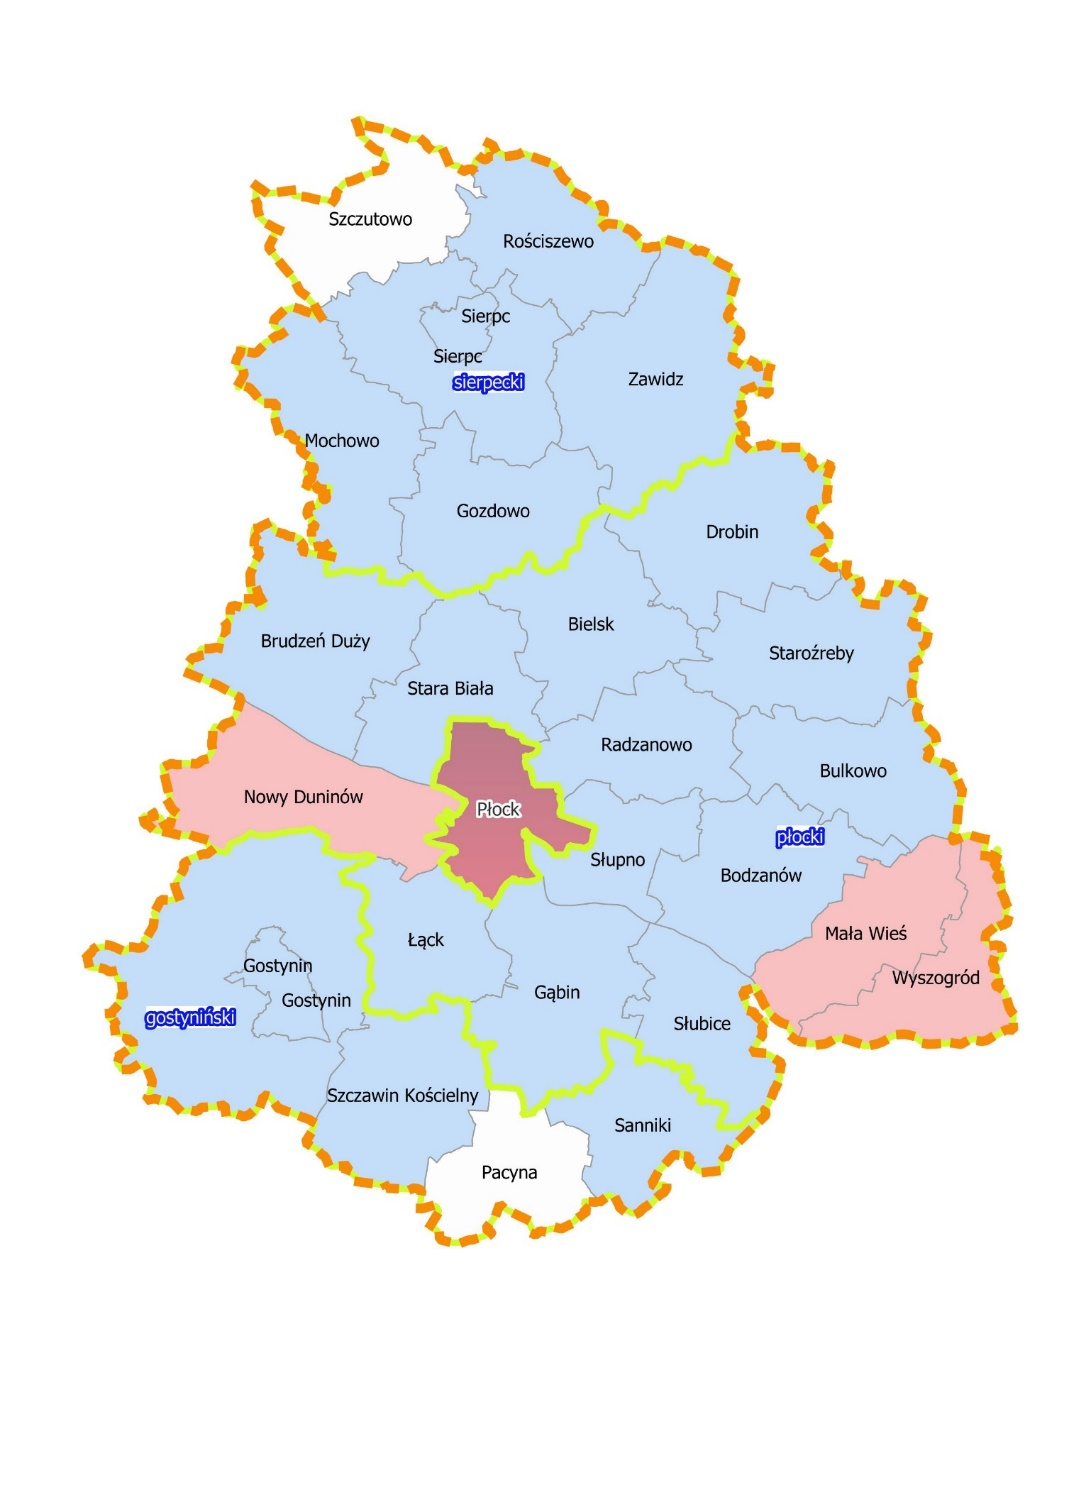 Szczutowo
Rościszewo
Sierpc
Sierpc
sierpecki
Zawidz
Mochowo
Gozdowo
Drobin
Bielsk
Brudzeń Duży
Staroźreby
Stara Biała
Radzanowo
Bulkowo
Nowy Duninów
Płock
płocki
Słupno
Bodzanów
Mała Wieś
Łąck
Gostynin
Wyszogród
Gąbin
Gostynin
gostyniński
Słubice
Szczawin Kościelny
Sanniki
Pacyna